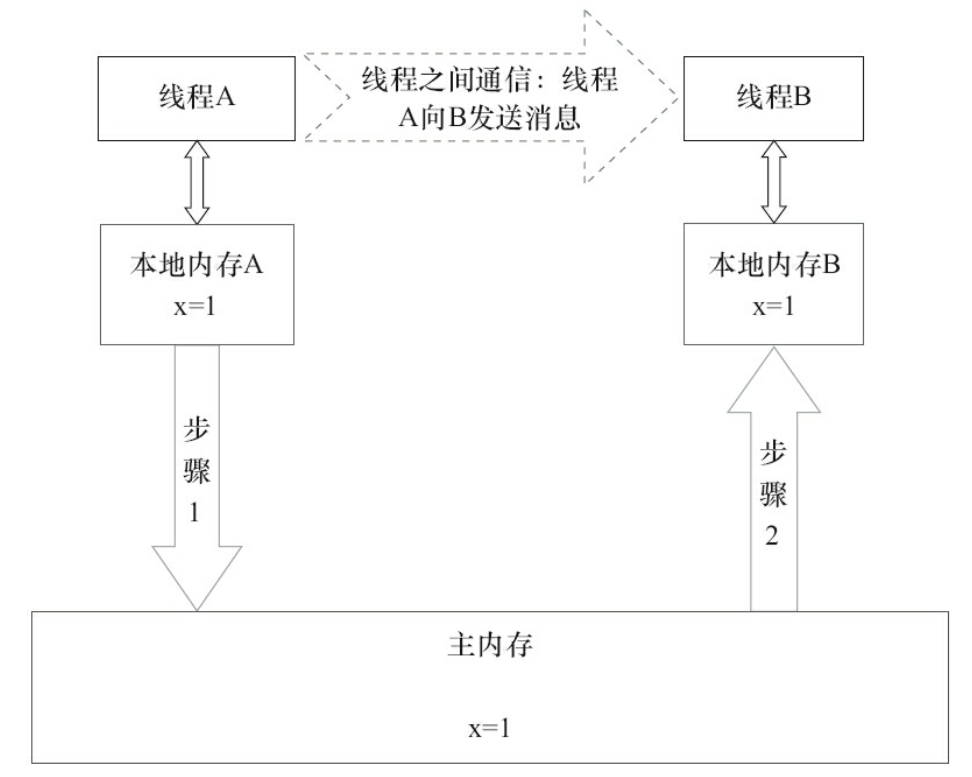 线程A
线程之间通信：线程
A向B发送消息
线程B
本地内存A
x=1
本地内存B
x=1
步
骤
1
步
骤
2
主内存
x=1